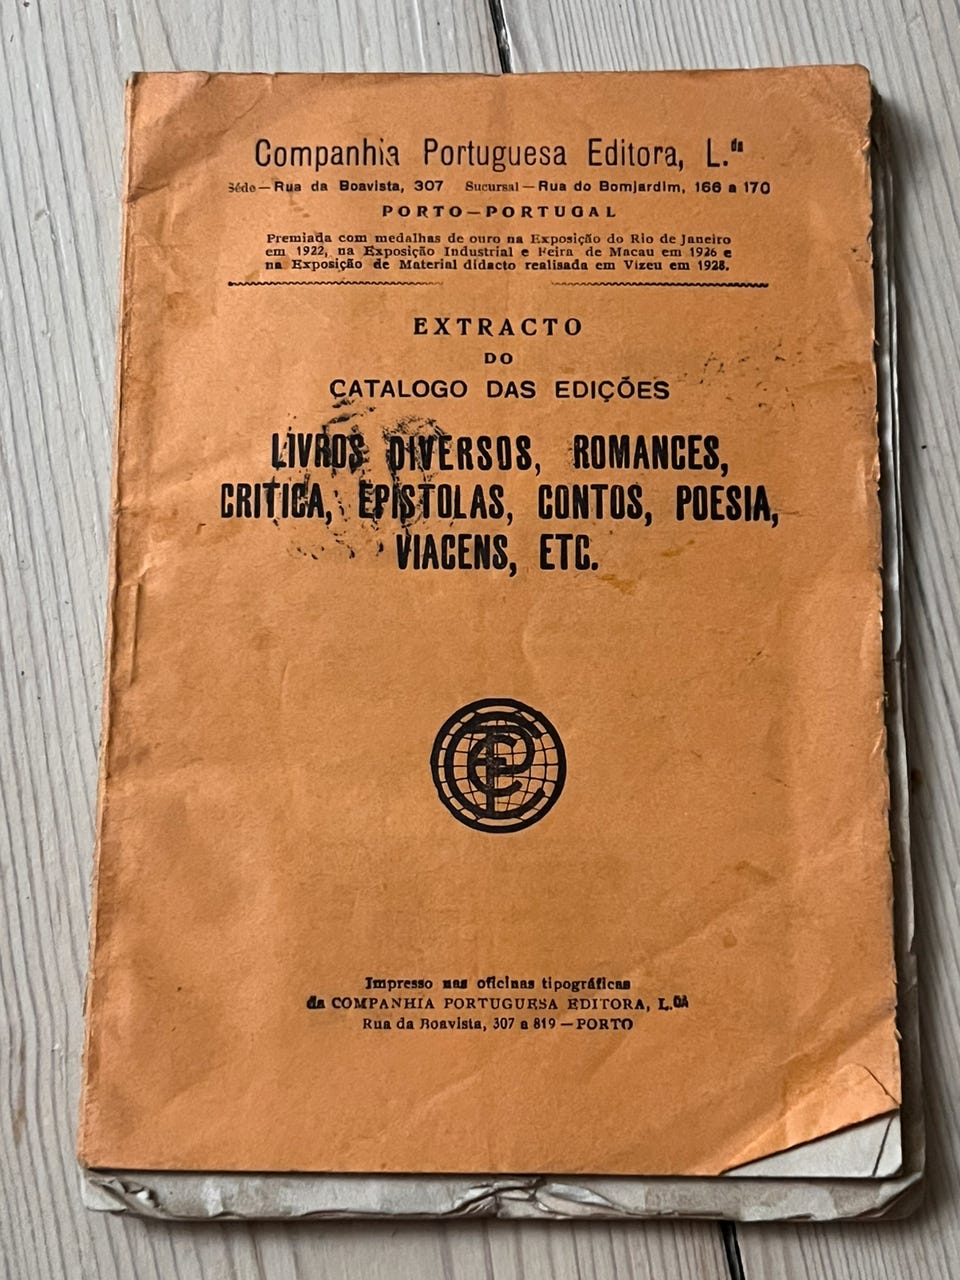 Companhia Portuguesa Editora, L.da
Séde—Rua da Boavista, 307 Sucursal—Rua do Bomjardim, 166 a 170
PORTO—PORTUGAL
Premiada com medalhas de ouro na Exposição do Rio de Janeiro
em 1922, na Exposição Industrial e Feira de Macau em 1926 e
na Exposição de Material didacto realisada em Vizeu em 1928.
EXTRACTO
DO
CATALOGO DAS EDIÇÕES
LIVROS DIVERSOS, ROMANCES,
CRITICA, EPISTOLAS, CONTOS, POESIA,
VIACENS, ETC.
CPE
Impresso nas oficinas tipográficas
da COMPANHIA PORTUGUESA EDITORA, L.DA
Rua da Boavista, 307 a 819—PORTO